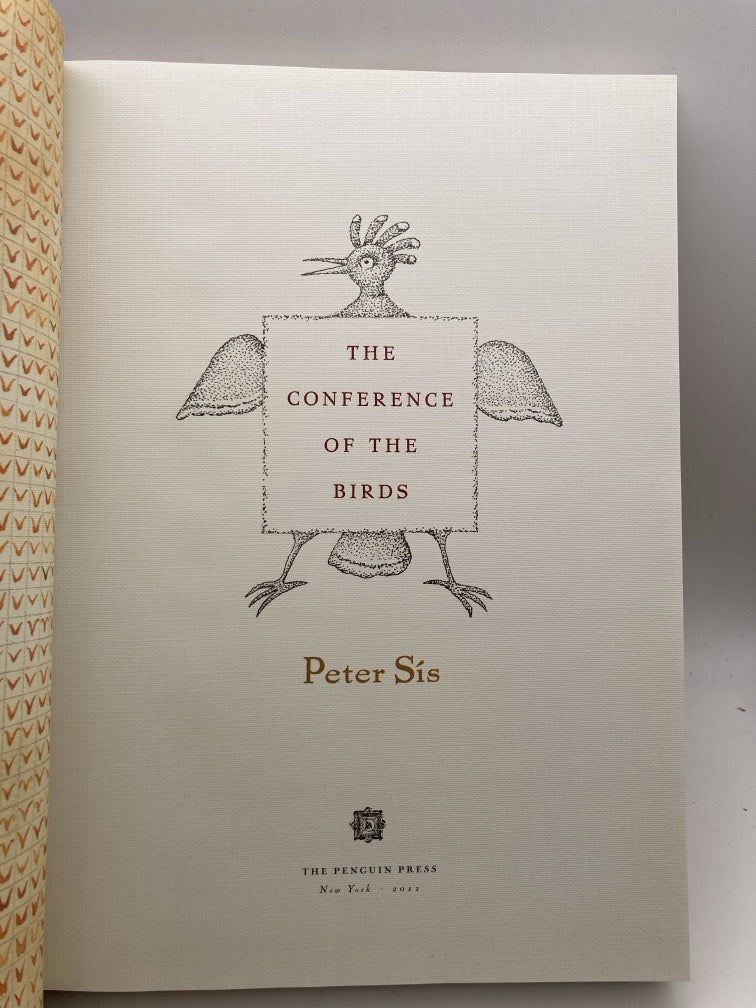 THE
CONFERENCE
OF THE
BIRDS
Peter Sís
THE PENGUIN PRESS
New York · 2011